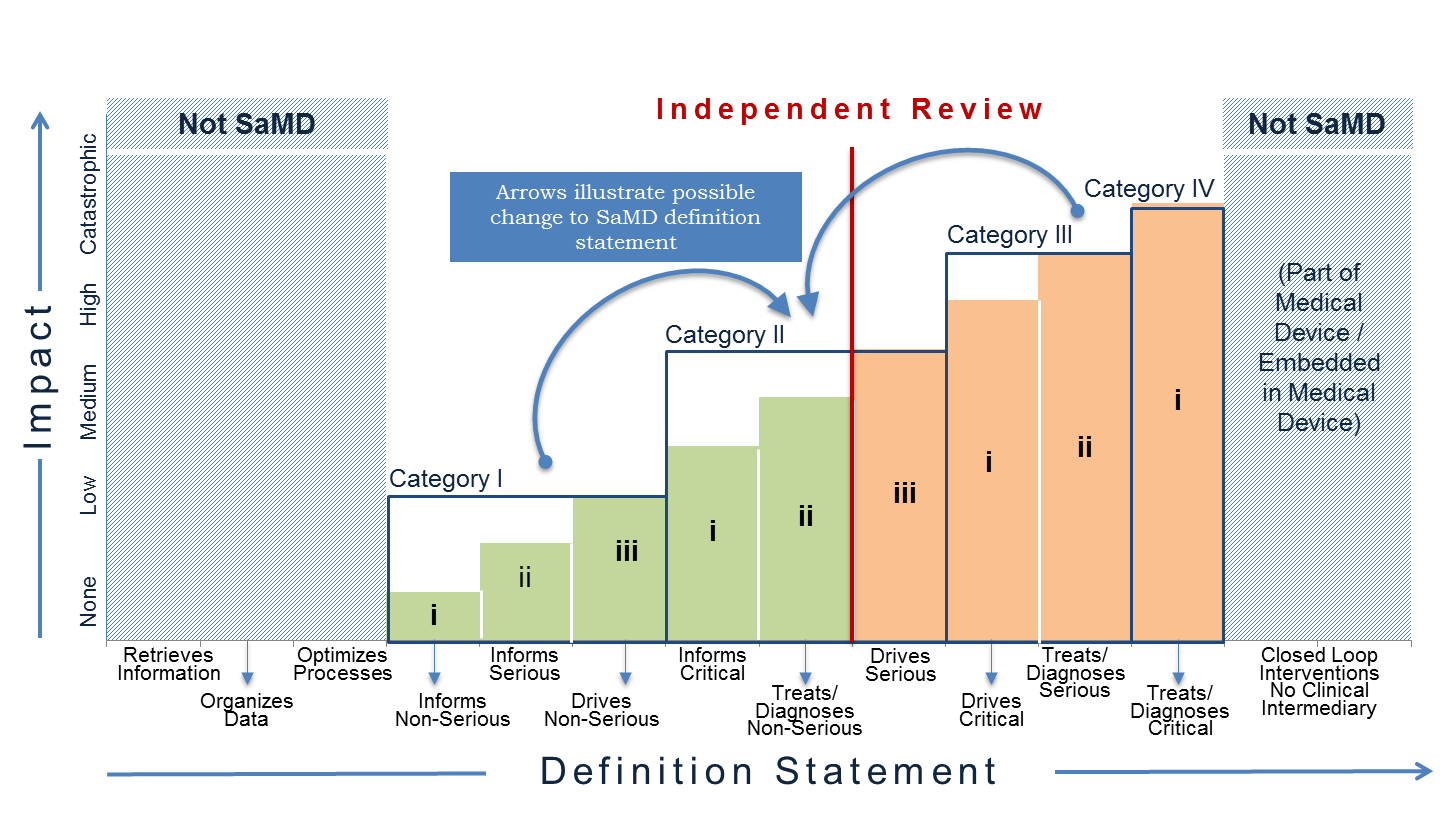 Independent Review
Not SaMD
Not SaMD
Arrows illustrate possible
change to SaMD definition
statement
Category IV
Category III
Category II
Category I
(Part of
Medical
Device /
Embedded
in Medical
Device)
Impact
Catastrophic
High
Medium
Low
None
i
ii
iii
i
ii
iii
i
ii
i
Retrieves
Information
Organizes
Data
Optimizes
Processes
Informs
Non-Serious
Informs
Serious
Drives
Non-Serious
Informs
Critical
Treats/
Diagnoses
Non-Serious
Drives
Serious
Drives
Critical
Treats/
Diagnoses
Serious
Treats/
Diagnoses
Critical
Closed Loop
Interventions
No Clinical
Intermediary
Definition Statement